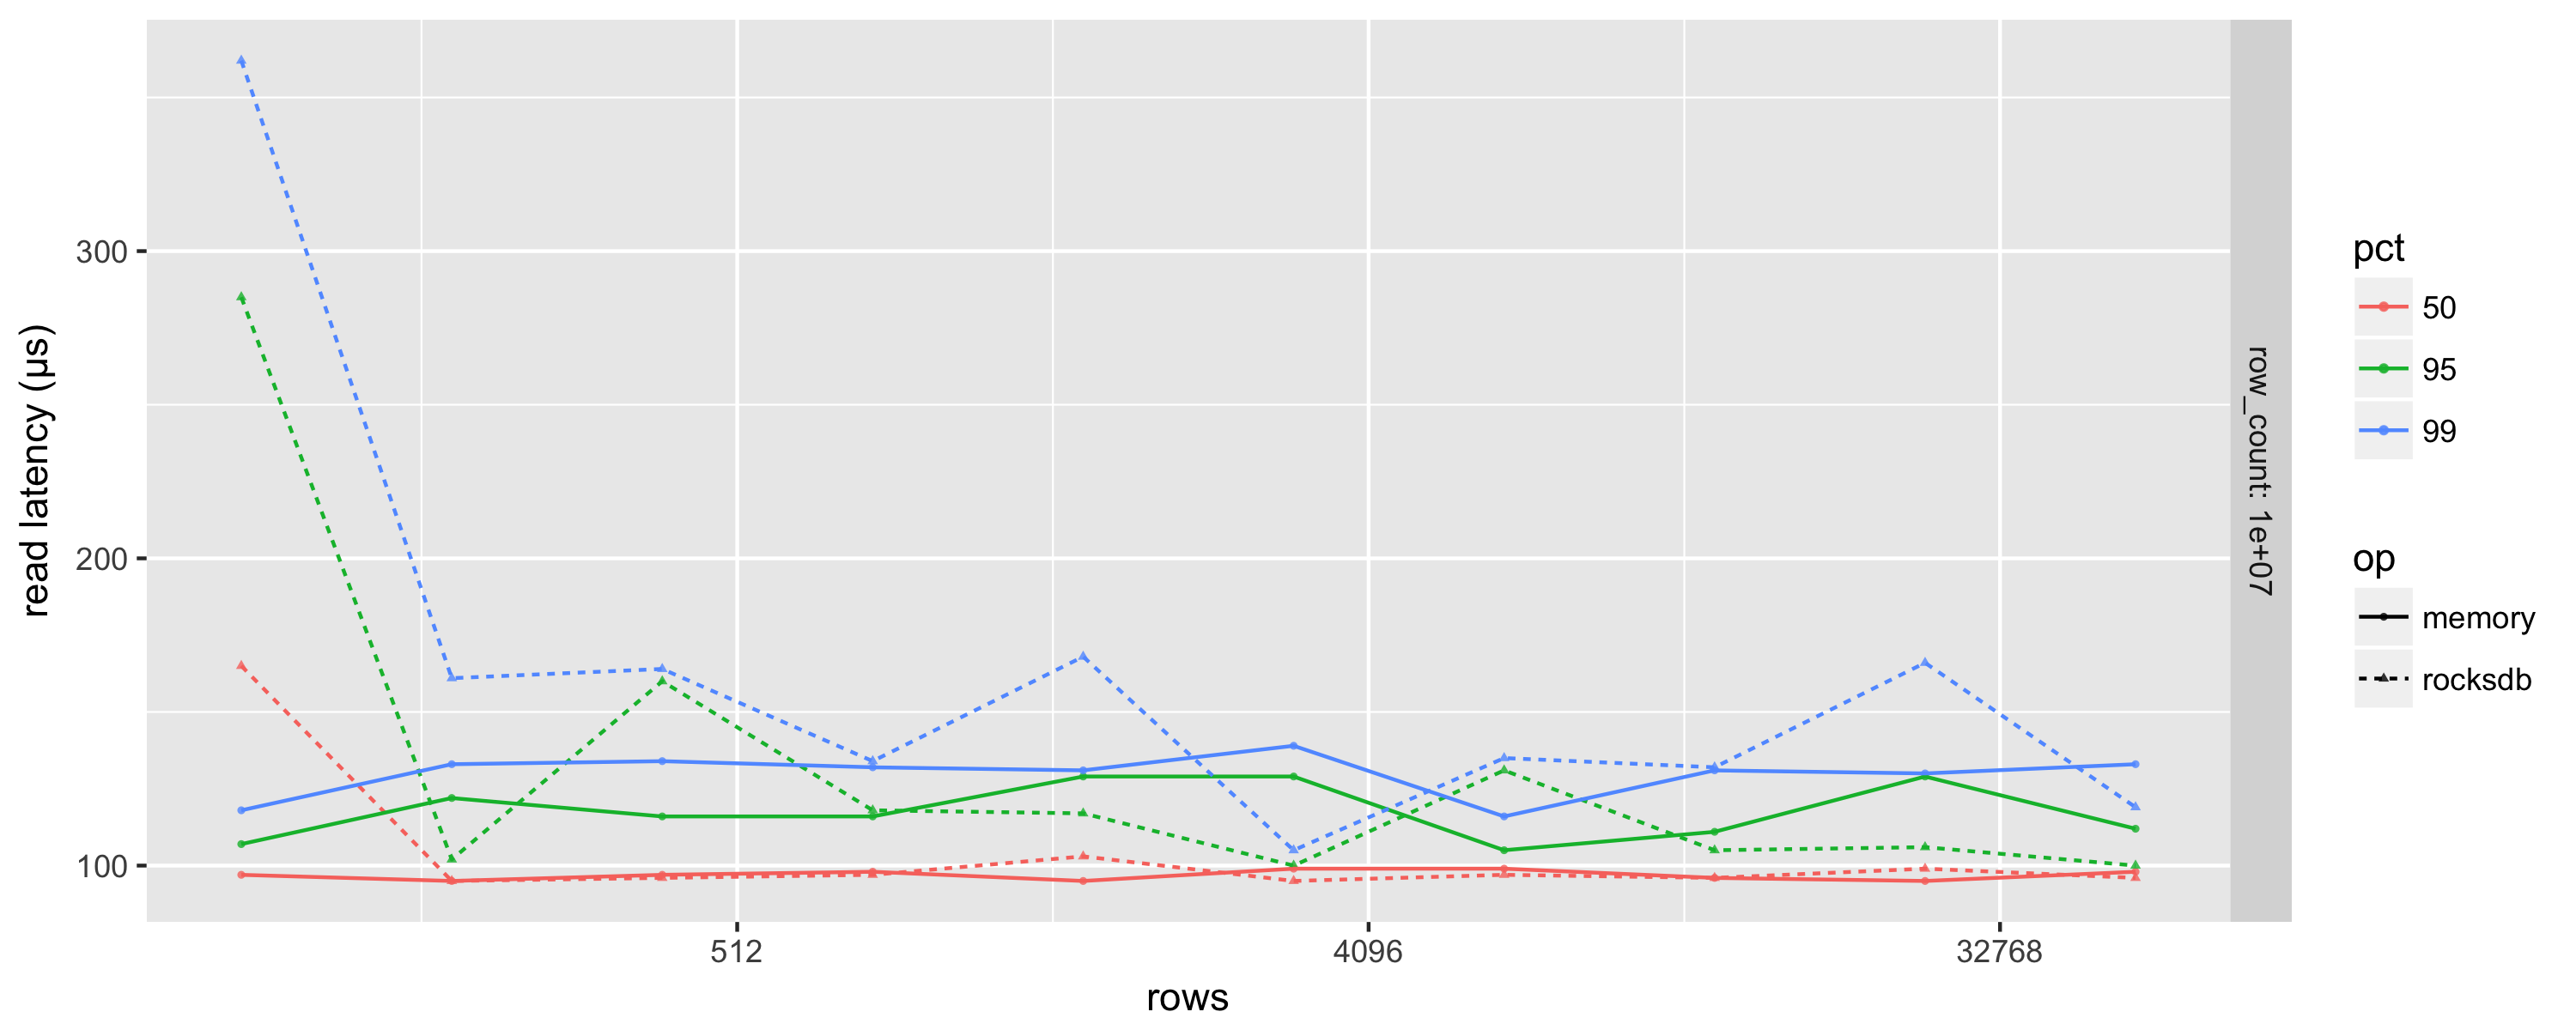 300
200
100
read latency (μs)
512
4096
32768
rows
row_count: 1e+07
pct
50
95
99
op
memory
rocksdb